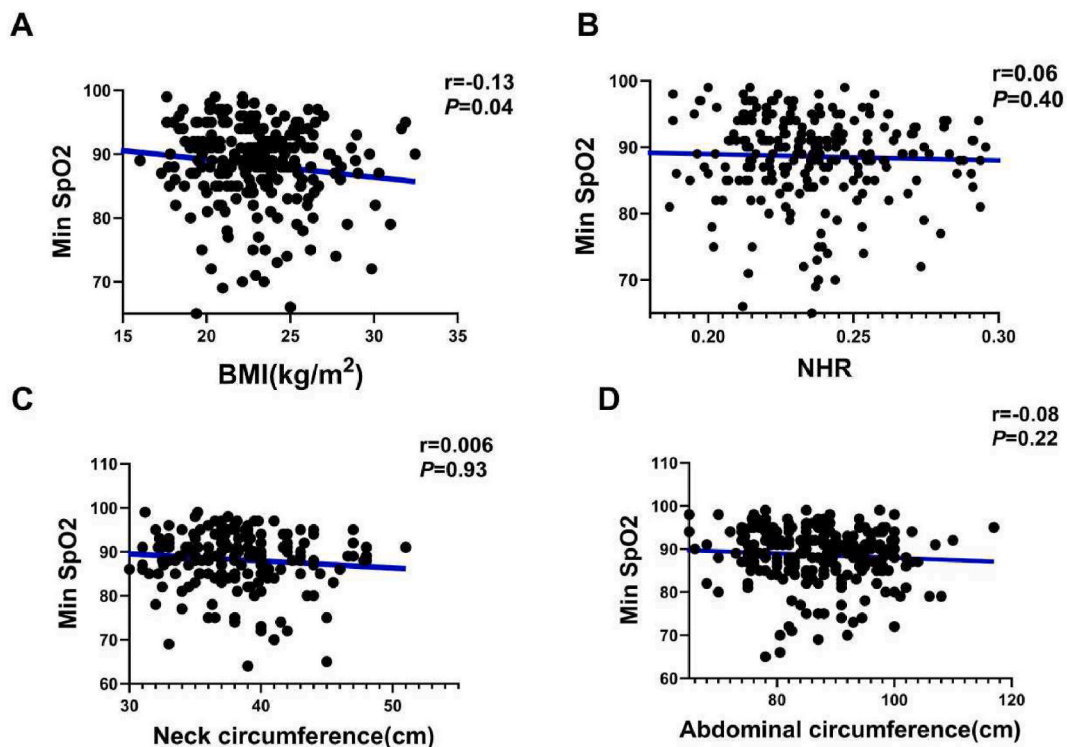 A
r=-0.13
P=0.04
100
90
80
70
Min SpO2
15 20 25 30 35
BMI(kg/m²)
B
r=0.06
P=0.40
100
90
80
70
Min SpO2
0.20 0.25 0.30
NHR
C
r=0.006
P=0.93
110
100
90
80
70
60
Min SpO2
30 40 50
Neck circumference(cm)
D
r=-0.08
P=0.22
110
100
90
80
70
60
Min SpO2
80 100 120
Abdominal circumference(cm)